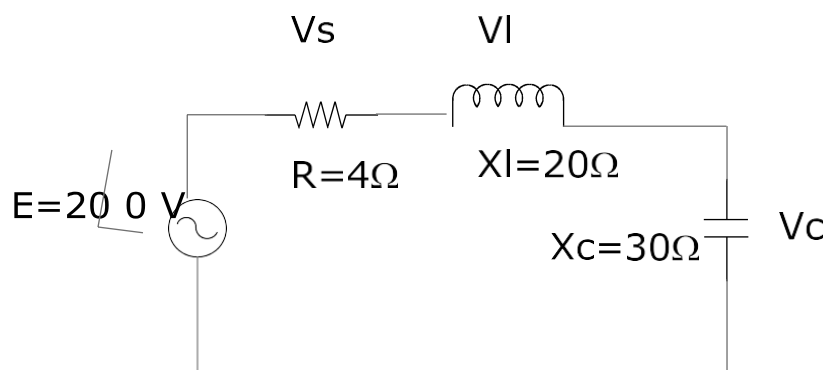 Vs
Vl
R=4Ω
Xl=20Ω
E=20 0 V
Xc=30Ω
Vc